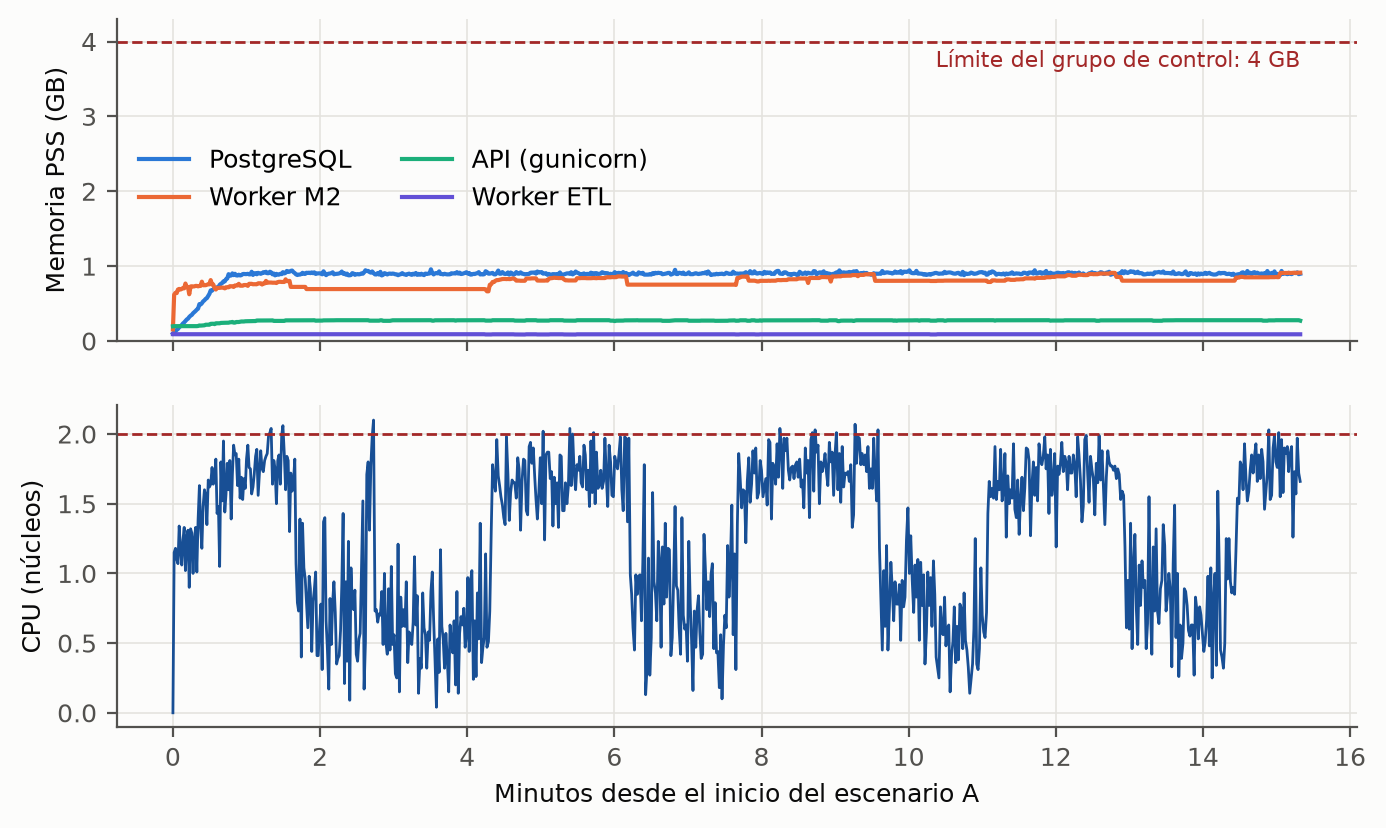 Memoria PSS (GB)
4
3
2
1
0
Límite del grupo de control: 4 GB
PostgreSQL
API (gunicorn)
Worker M2
Worker ETL
CPU (núcleos)
2.0
1.5
1.0
0.5
0.0
0 2 4 6 8 10 12 14 16
Minutos desde el inicio del escenario A